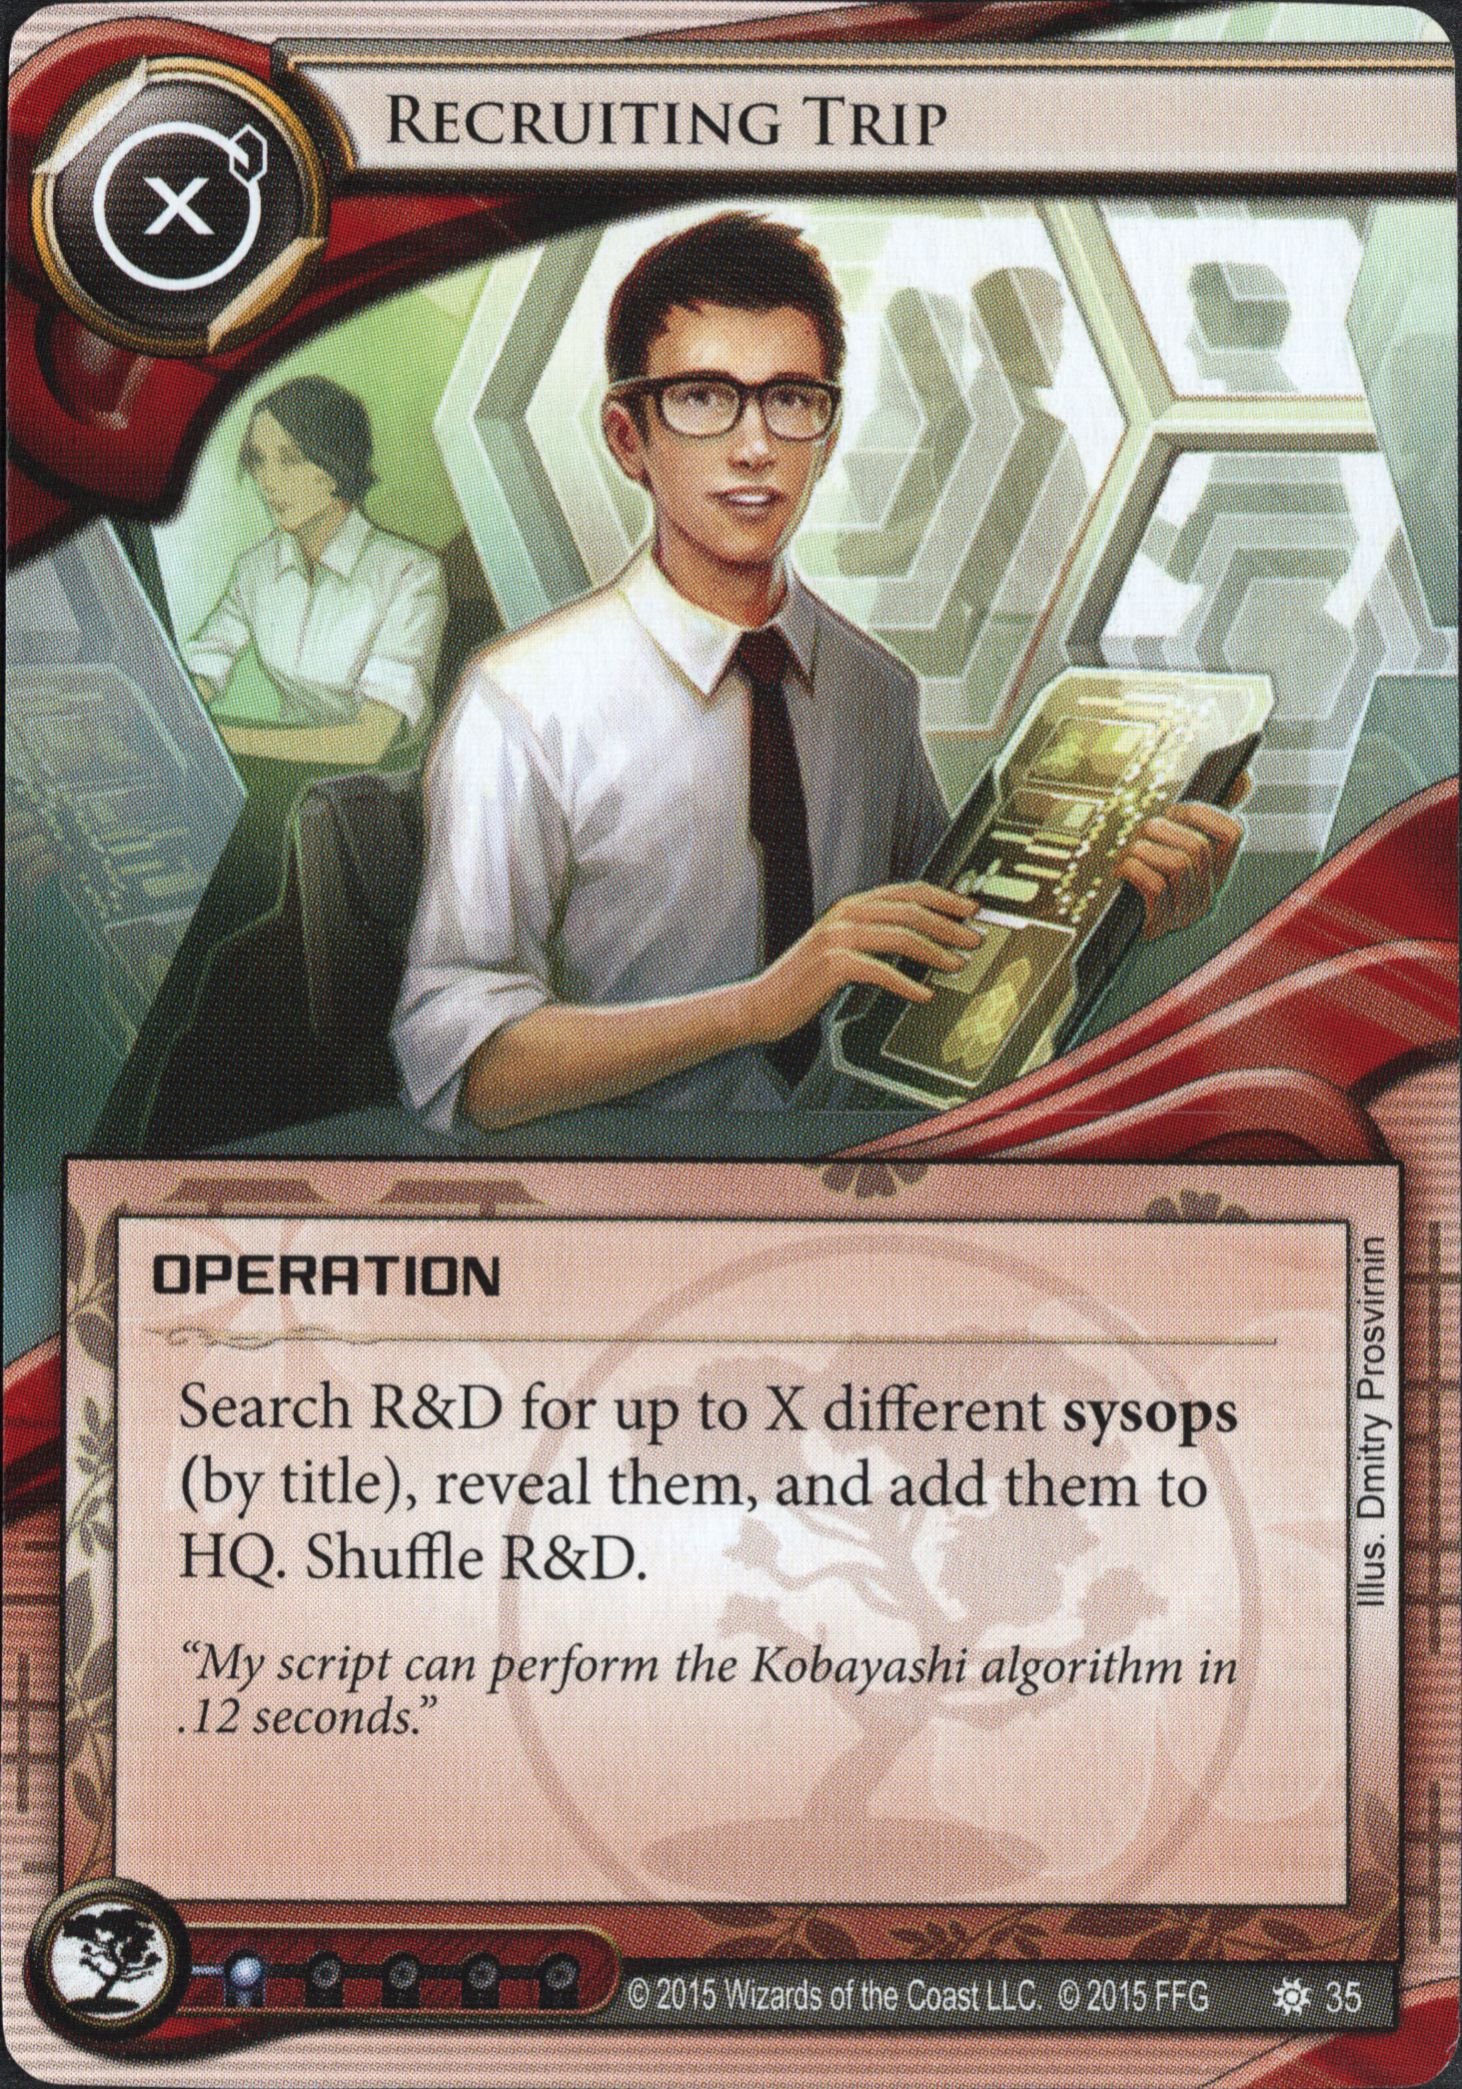 X
Recruiting Trip
OPERATION
Search R&D for up to X different sysops
(by title), reveal them, and add them to
HQ. Shuffle R&D.
“My script can perform the Kobayashi algorithm in
.12 seconds.”
Illus. Dmitry Prosvirnin
© 2015 Wizards of the Coast LLC. © 2015 FFG
35